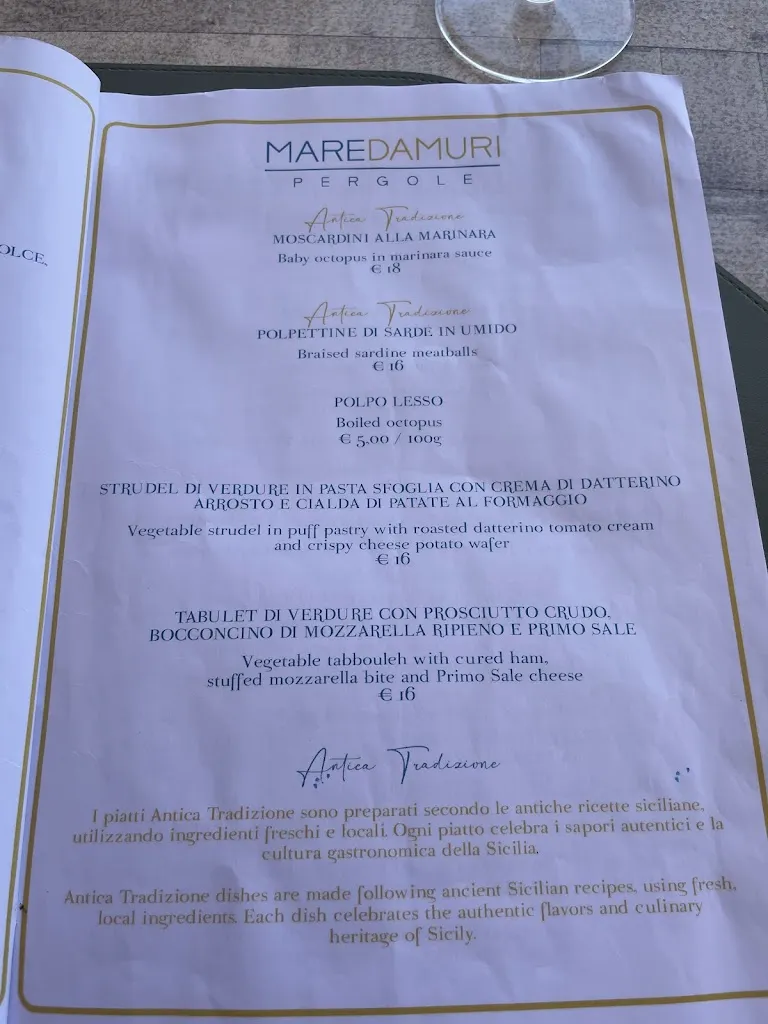 OLCE,
MAREDAMURI
PERGOLE
Antica Tradizione
MOSCARDINI ALLA MARINARA
Baby octopus in marinara sauce
€ 18
Antica Tradizione
POLPETTINE DI SARDE IN UMIDO
Braised sardine meatballs
€ 16
POLPO LESSO
Boiled octopus
€ 5,00 / 100g
STRUDEL DI VERDURE IN PASTA SFOGLIA CON CREMA DI DATTERINO
ARROSTO E CIALDA DI PATATE AL FORMAGGIO
Vegetable strudel in puff pastry with roasted datterino tomato cream
and crispy cheese potato wafer
€ 16
TABULET DI VERDURE CON PROSCIUTTO CRUDO,
BOCCONCINO DI MOZZARELLA RIPIENO E PRIMO SALE
Vegetable tabbouleh with cured ham,
stuffed mozzarella bite and Primo Sale cheese
€ 16
Antica Tradizione
I piatti Antica Tradizione sono preparati secondo le antiche ricette siciliane,
utilizzando ingredienti freschi e locali. Ogni piatto celebra i sapori autentici e la
cultura gastronomica della Sicilia.
Antica Tradizione dishes are made following ancient Sicilian recipes, using fresh,
local ingredients. Each dish celebrates the authentic flavors and culinary
heritage of Sicily.